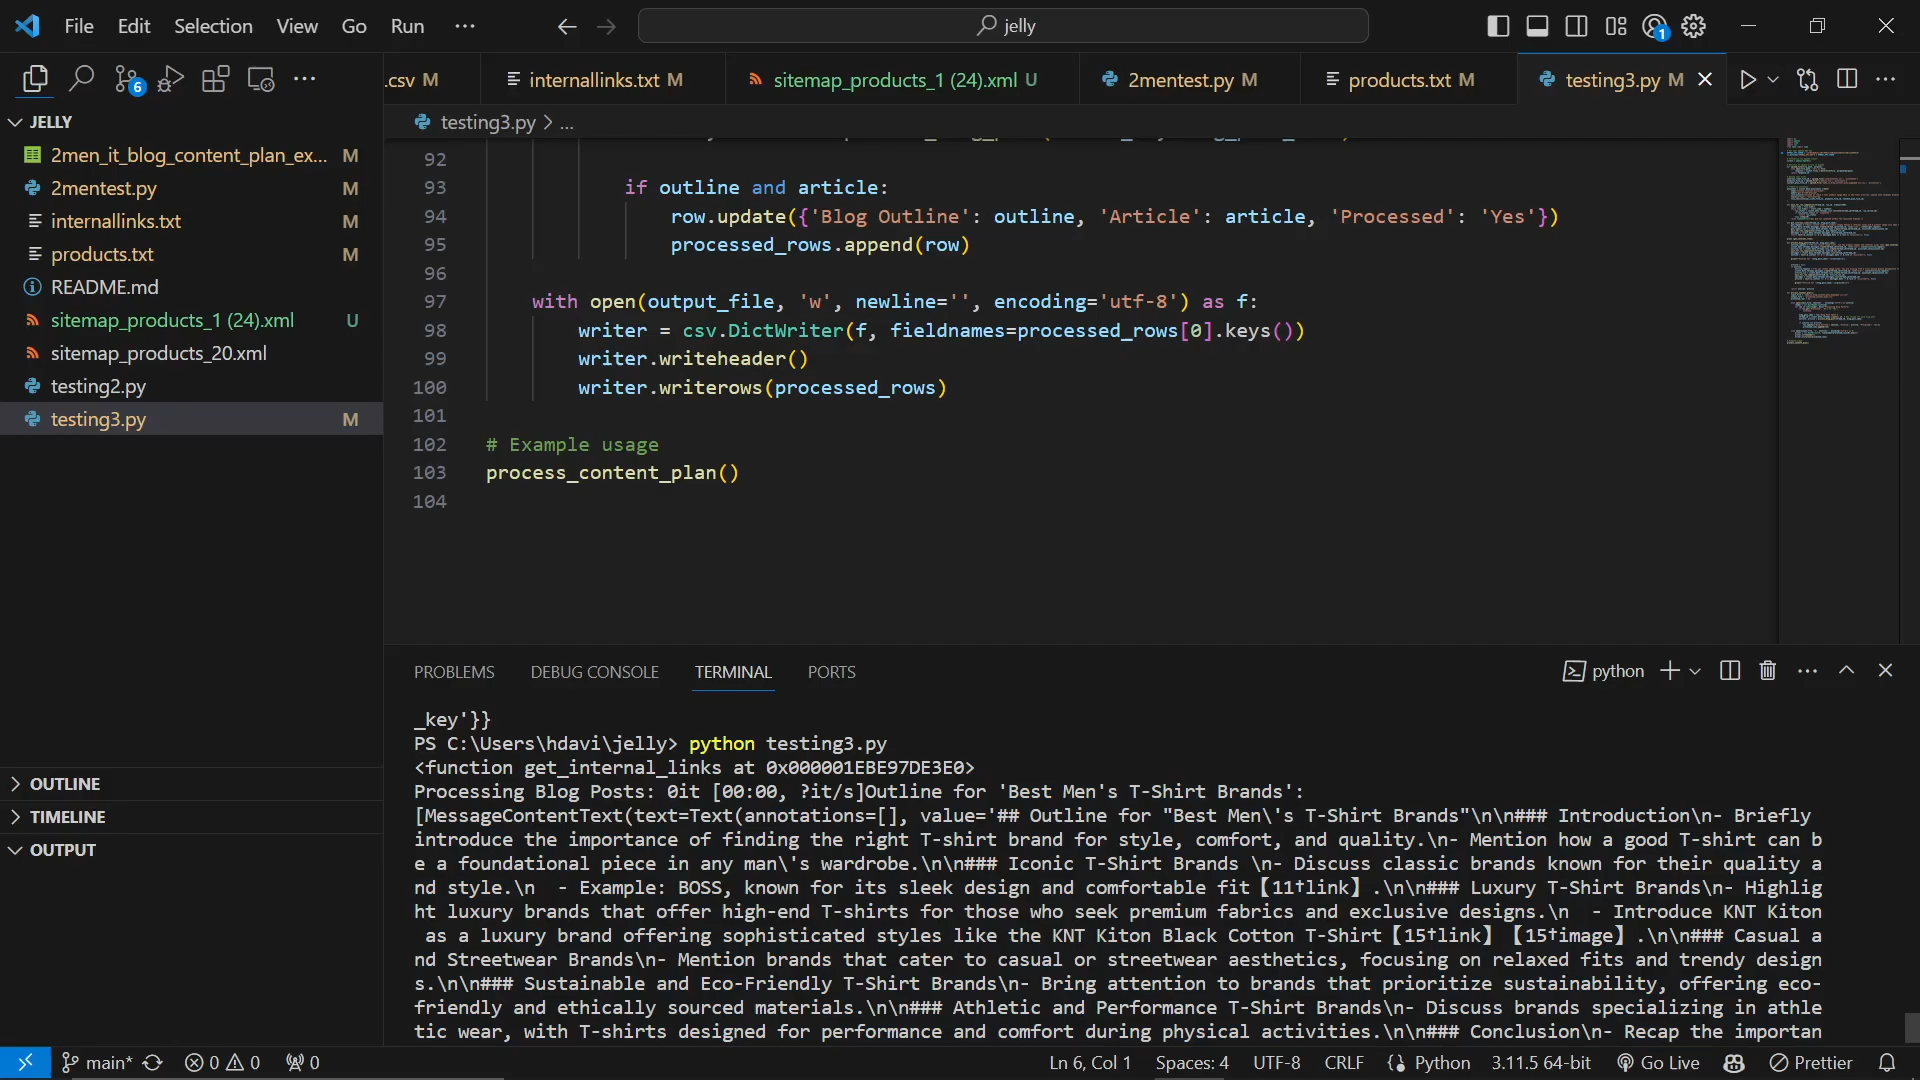 File Edit Selection View Go Run ... jelly
1
6
.csv M internallinks.txt M sitemap_products_1 (24).xml U 2mentest.py M products.txt M testing3.py M
JELLY
2men_it_blog_content_plan_ex... M
2mentest.py M
internallinks.txt M
products.txt M
README.md
sitemap_products_1 (24).xml U
sitemap_products_20.xml
testing2.py
testing3.py M
OUTLINE
TIMELINE
OUTPUT
testing3.py > ...
92
93 if outline and article:
94 row.update({'Blog Outline': outline, 'Article': article, 'Processed': 'Yes'})
95 processed_rows.append(row)
96
97 with open(output_file, 'w', newline='', encoding='utf-8') as f:
98 writer = csv.DictWriter(f, fieldnames=processed_rows[0].keys())
99 writer.writeheader()
100 writer.writerows(processed_rows)
101
102 # Example usage
103 process_content_plan()
104
PROBLEMS DEBUG CONSOLE TERMINAL PORTS python
_key'}}
PS C:\Users\hdavi\jelly> python testing3.py
<function get_internal_links at 0x000001EBE97DE3E0>
Processing Blog Posts: 0it [00:00, ?it/s]Outline for 'Best Men's T-Shirt Brands':
[MessageContentText(text=Text(annotations=[], value='## Outline for "Best Men\'s T-Shirt Brands"\n\n### Introduction\n- Briefly
introduce the importance of finding the right T-shirt brand for style, comfort, and quality.\n- Mention how a good T-shirt can b
e a foundational piece in any man\'s wardrobe.\n\n### Iconic T-Shirt Brands \n- Discuss classic brands known for their quality a
nd style.\n  - Example: BOSS, known for its sleek design and comfortable fit【11†link】.\n\n### Luxury T-Shirt Brands\n- Highlig
ht luxury brands that offer high-end T-shirts for those who seek premium fabrics and exclusive designs.\n  - Introduce KNT Kiton
as a luxury brand offering sophisticated styles like the KNT Kiton Black Cotton T-Shirt【15†link】【15†image】.\n\n### Casual a
nd Streetwear Brands\n- Mention brands that cater to casual or streetwear aesthetics, focusing on relaxed fits and trendy design
s.\n\n### Sustainable and Eco-Friendly T-Shirt Brands\n- Bring attention to brands that prioritize sustainability, offering eco-
friendly and ethically sourced materials.\n\n### Athletic and Performance T-Shirt Brands\n- Discuss brands specializing in athle
tic wear, with T-shirts designed for performance and comfort during physical activities.\n\n### Conclusion\n- Recap the importan
main* 0 0 0 Ln 6, Col 1 Spaces: 4 UTF-8 CRLF Python 3.11.5 64-bit Go Live Prettier